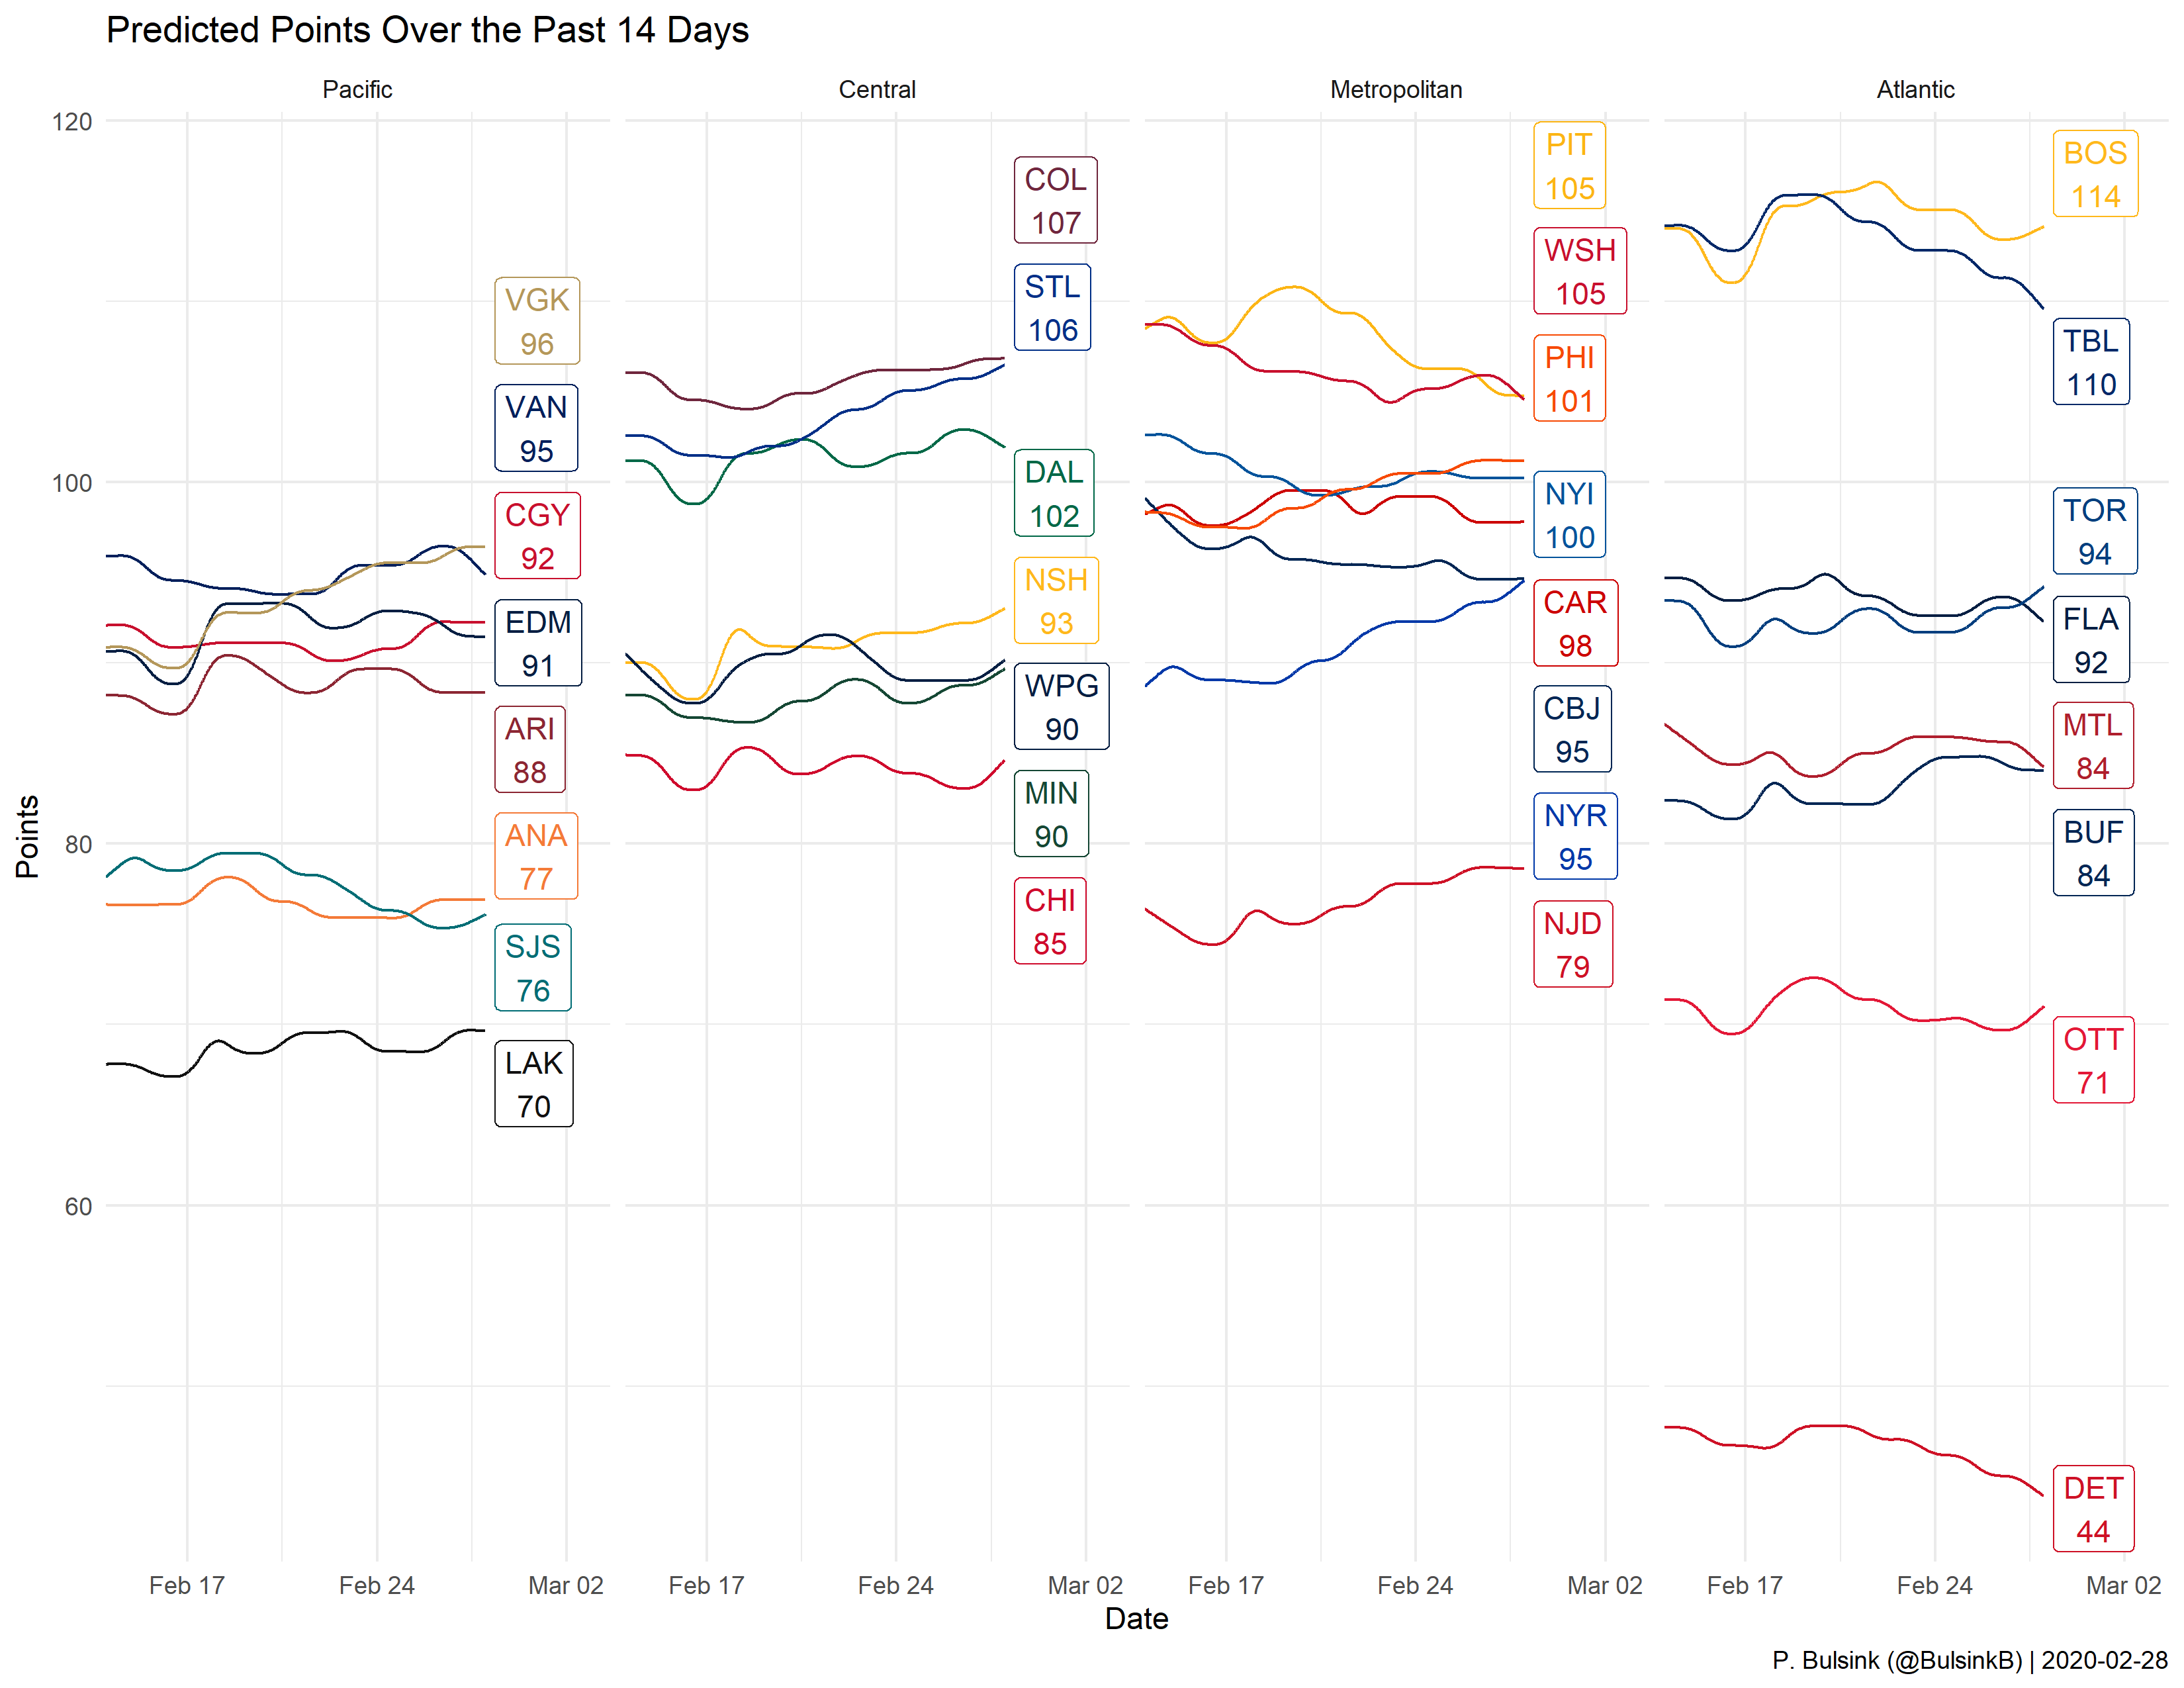 Predicted Points Over the Past 14 Days
Pacific
Central
Metropolitan
Atlantic
Points
120
100
80
60
VGK
96
VAN
95
CGY
92
EDM
91
ARI
88
ANA
77
SJS
76
LAK
70
COL
107
STL
106
DAL
102
NSH
93
WPG
90
MIN
90
CHI
85
PIT
105
WSH
105
PHI
101
NYI
100
CAR
98
CBJ
95
NYR
95
NJD
79
BOS
114
TBL
110
TOR
94
FLA
92
MTL
84
BUF
84
OTT
71
DET
44
Feb 17 Feb 24 Mar 02
Feb 17 Feb 24 Mar 02
Feb 17 Feb 24 Mar 02
Feb 17 Feb 24 Mar 02
Date
P. Bulsink (@BulsinkB) | 2020-02-28